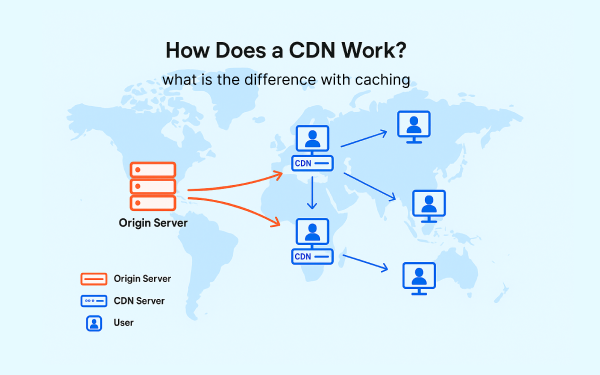 How Does a CDN Work?
what is the difference with caching
CDN
Origin Server
CDN
Origin Server
CDN Server
User